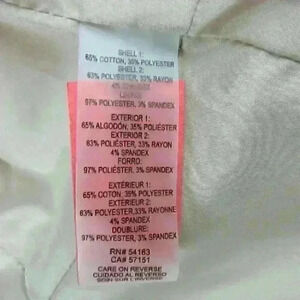 SHELL 1:
65% COTTON, 35% POLYESTER
SHELL 2:
63% POLYESTER, 33% RAYON
4% SPANDEX
LINING:
97% POLYESTER, 3% SPANDEX
EXTERIOR 1:
65% ALGODÓN, 35% POLIÉSTER
EXTERIOR 2:
63% POLIÉSTER, 33% RAYON
4% SPANDEX
FORRO:
97% POLIÉSTER, 3% SPANDEX
EXTÉRIEUR 1:
65% COTON, 35% POLYESTER
EXTÉRIEUR 2:
63% POLYESTER,33% RAYONNE
4% SPANDEX
DOUBLURE:
97% POLYESTER, 3% SPANDEX
RN# 54163
CA# 57151
CARE ON REVERSE
CUIDADO AL REVERSO
SOIN SUR L'INVERSE